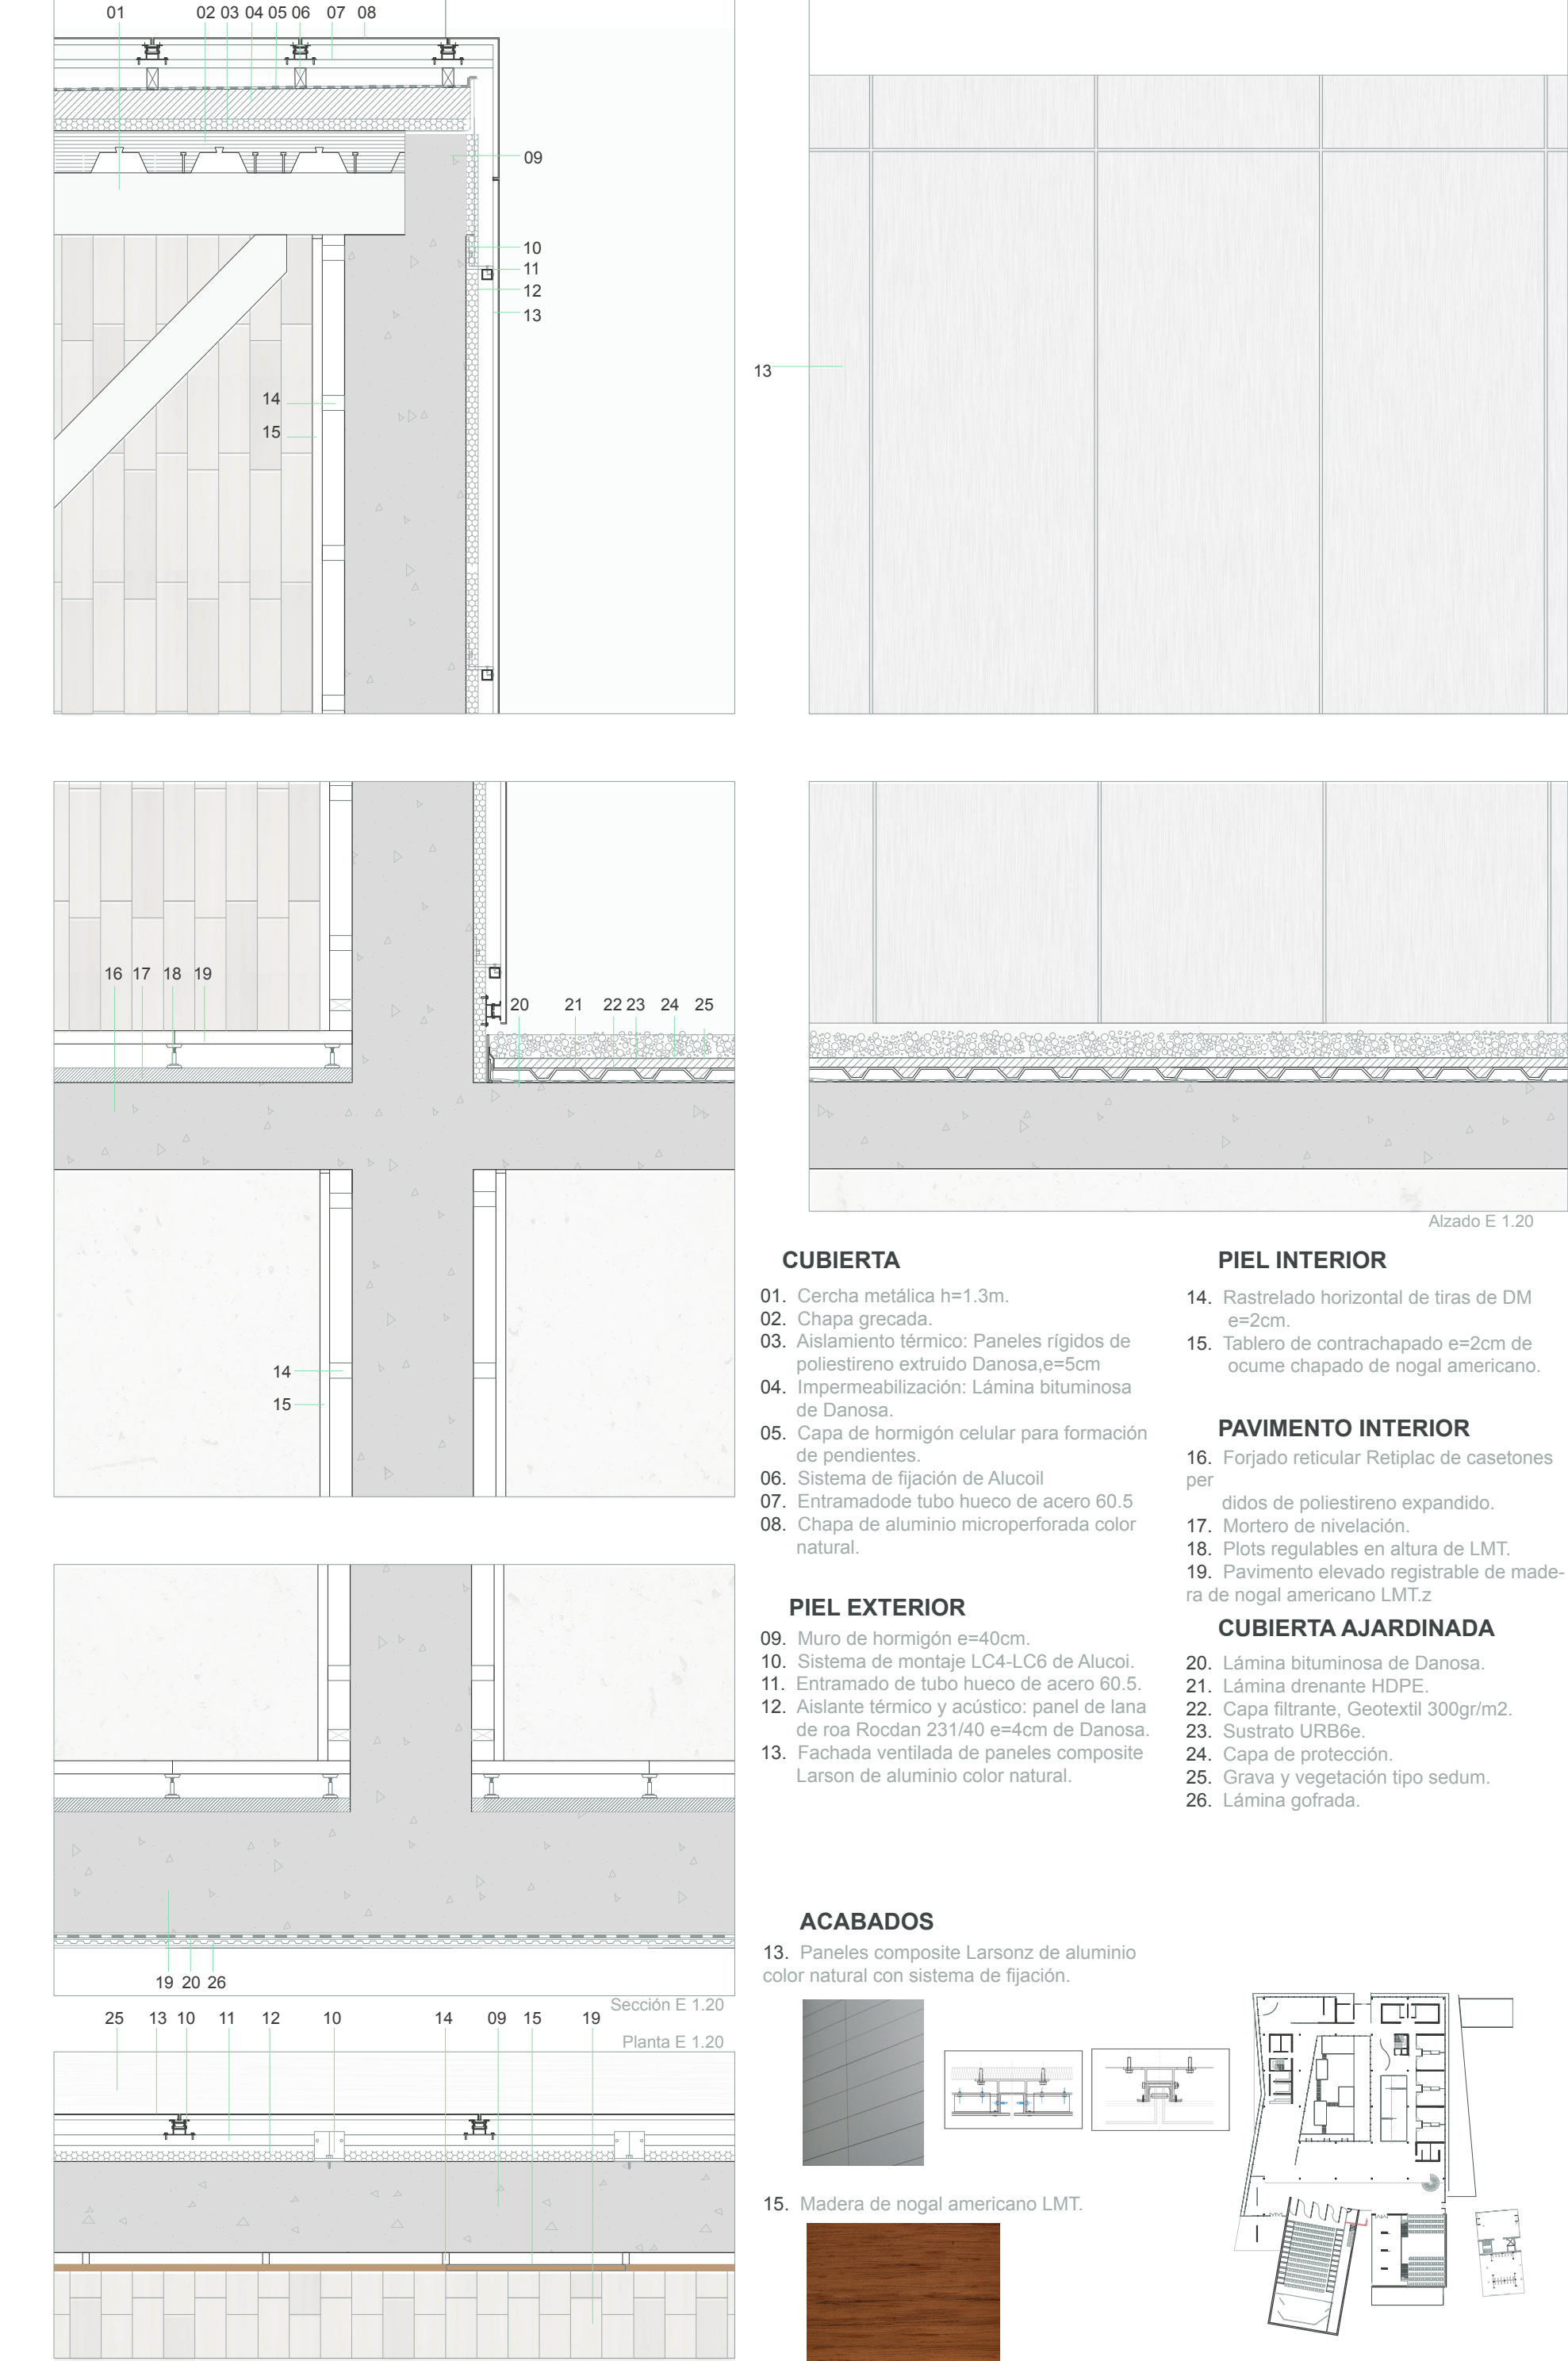 01 02 03 04 05 06 07 08
09
10
11
12
13
14
15
13
16 17 18 19
20 21 22 23 24 25
14
15
19 20 26
Sección E 1.20
25 13 10 11 12 10 14 09 15 19
Planta E 1.20
Alzado E 1.20
CUBIERTA
01. Cercha metálica h=1.3m.
02. Chapa grecada.
03. Aislamiento térmico: Paneles rígidos de
poliestireno extruido Danosa,e=5cm
04. Impermeabilización: Lámina bituminosa
de Danosa.
05. Capa de hormigón celular para formación
de pendientes.
06. Sistema de fijación de Alucoil
07. Entramadode tubo hueco de acero 60.5
08. Chapa de aluminio microperforada color
natural.
PIEL EXTERIOR
09. Muro de hormigón e=40cm.
10. Sistema de montaje LC4-LC6 de Alucoi.
11. Entramado de tubo hueco de acero 60.5.
12. Aislante térmico y acústico: panel de lana
de roa Rocdan 231/40 e=4cm de Danosa.
13. Fachada ventilada de paneles composite
Larson de aluminio color natural.
PIEL INTERIOR
14. Rastrelado horizontal de tiras de DM
e=2cm.
15. Tablero de contrachapado e=2cm de
ocume chapado de nogal americano.
PAVIMENTO INTERIOR
16. Forjado reticular Retiplac de casetones
per
didos de poliestireno expandido.
17. Mortero de nivelación.
18. Plots regulables en altura de LMT.
19. Pavimento elevado registrable de made-
ra de nogal americano LMT.z
CUBIERTA AJARDINADA
20. Lámina bituminosa de Danosa.
21. Lámina drenante HDPE.
22. Capa filtrante, Geotextil 300gr/m2.
23. Sustrato URB6e.
24. Capa de protección.
25. Grava y vegetación tipo sedum.
26. Lámina gofrada.
ACABADOS
13. Paneles composite Larsonz de aluminio
color natural con sistema de fijación.
15. Madera de nogal americano LMT.